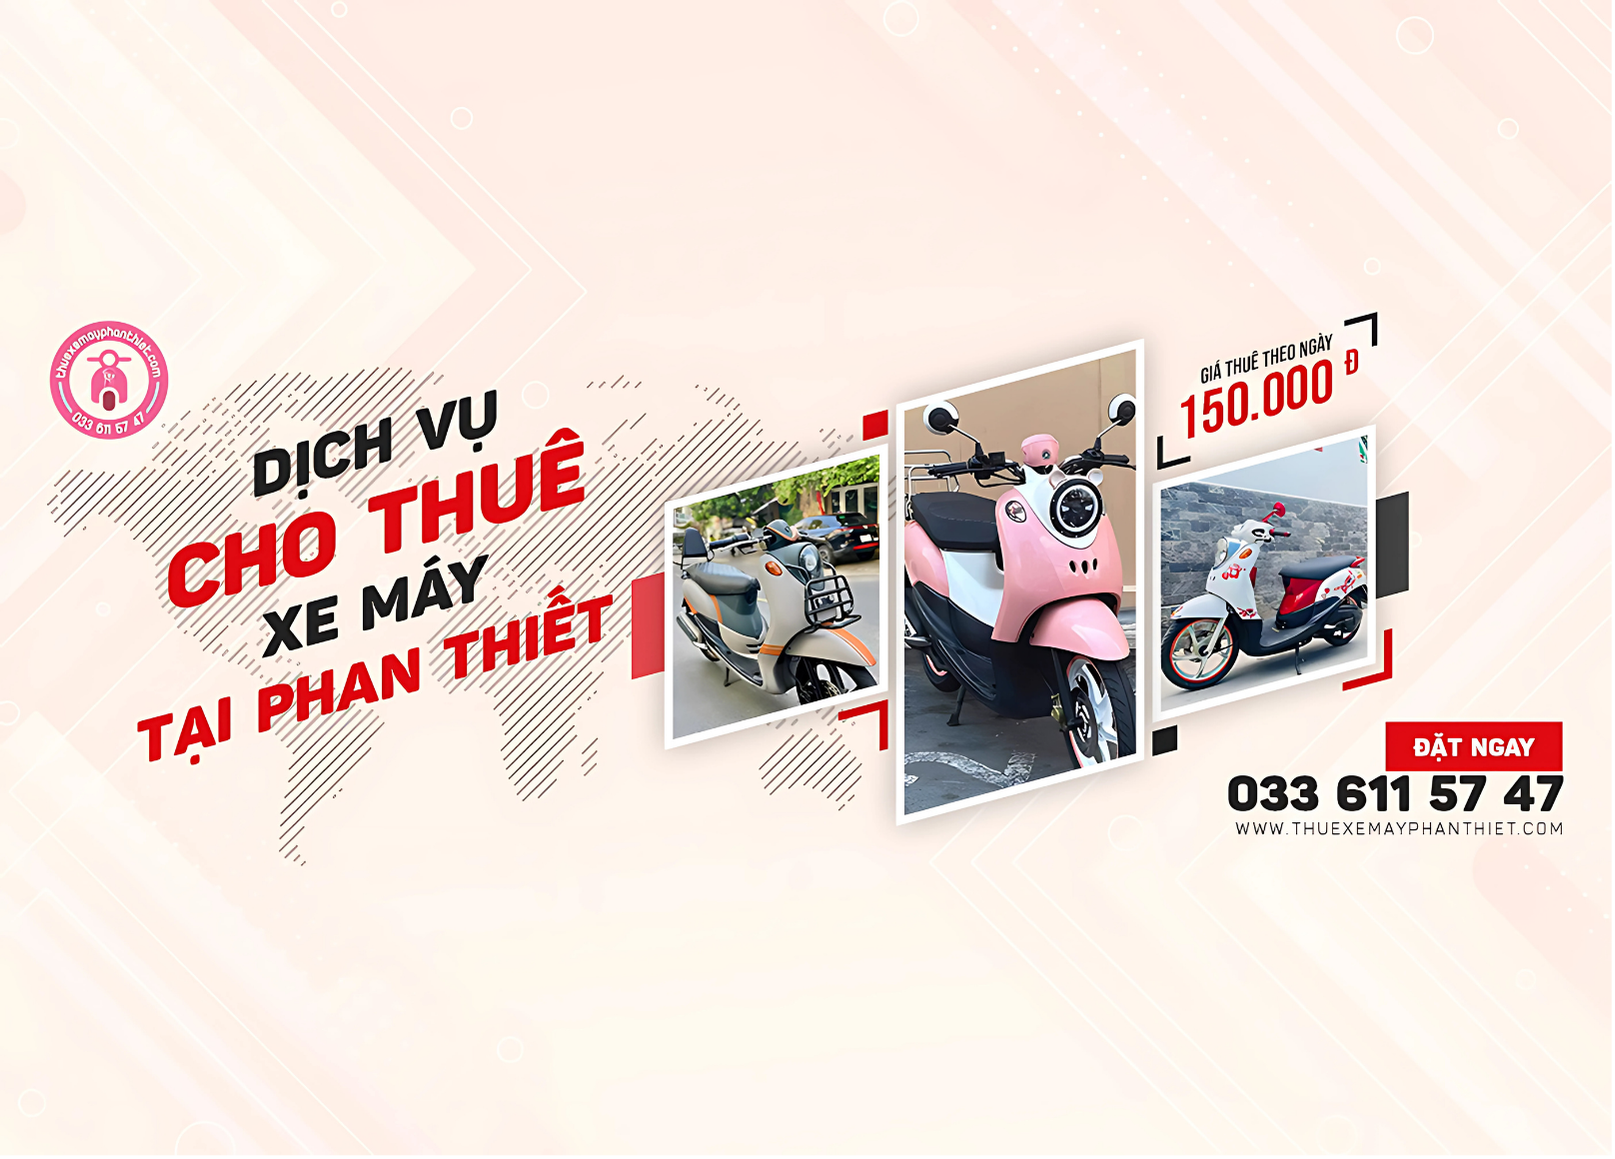 thuexemayphanthiet.com
033 611 57 47
DỊCH VỤ
CHO THUÊ
XE MÁY
TẠI PHAN THIẾT
GIÁ THUÊ THEO NGÀY
150.000 Đ
ĐẶT NGAY
033 611 57 47
WWW.THUEXEMAYPHANTHIET.COM